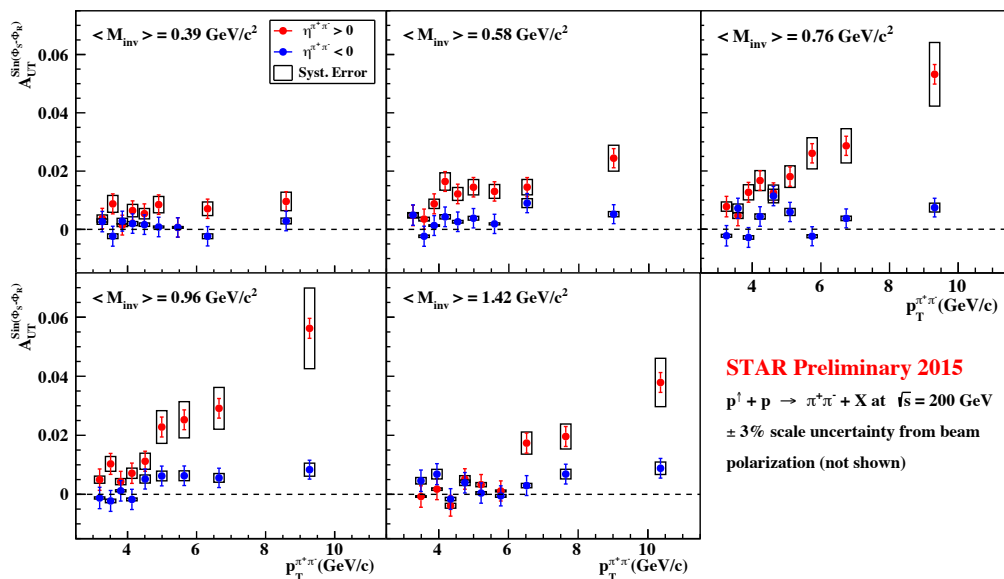 < M_inv > = 0.39 GeV/c²
η^π⁺π⁻ > 0
η^π⁺π⁻ < 0
Syst. Error
< M_inv > = 0.58 GeV/c²
< M_inv > = 0.76 GeV/c²
A_UT^Sin(Φ_S-Φ_R)
0.06
0.04
0.02
0
4 6 8 10
p_T^π⁺π⁻(GeV/c)
< M_inv > = 0.96 GeV/c²
< M_inv > = 1.42 GeV/c²
A_UT^Sin(Φ_S-Φ_R)
0.06
0.04
0.02
0
4 6 8 10
p_T^π⁺π⁻(GeV/c)
4 6 8 10
p_T^π⁺π⁻(GeV/c)
STAR Preliminary 2015
p↑ + p → π⁺π⁻ + X at √s = 200 GeV
± 3% scale uncertainty from beam
polarization (not shown)